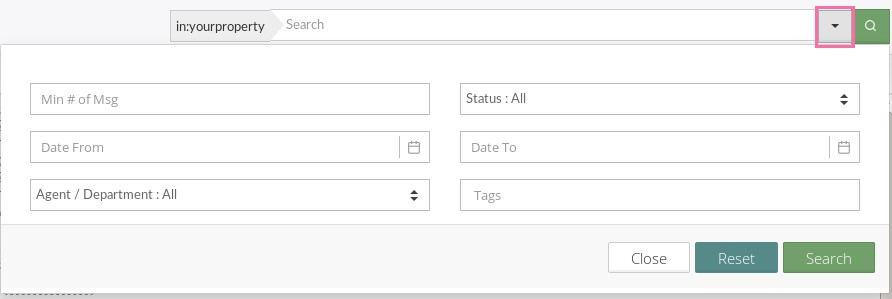 in:yourproperty Search
Min # of Msg Status : All
Date From Date To
Agent / Department : All Tags
Close Reset Search